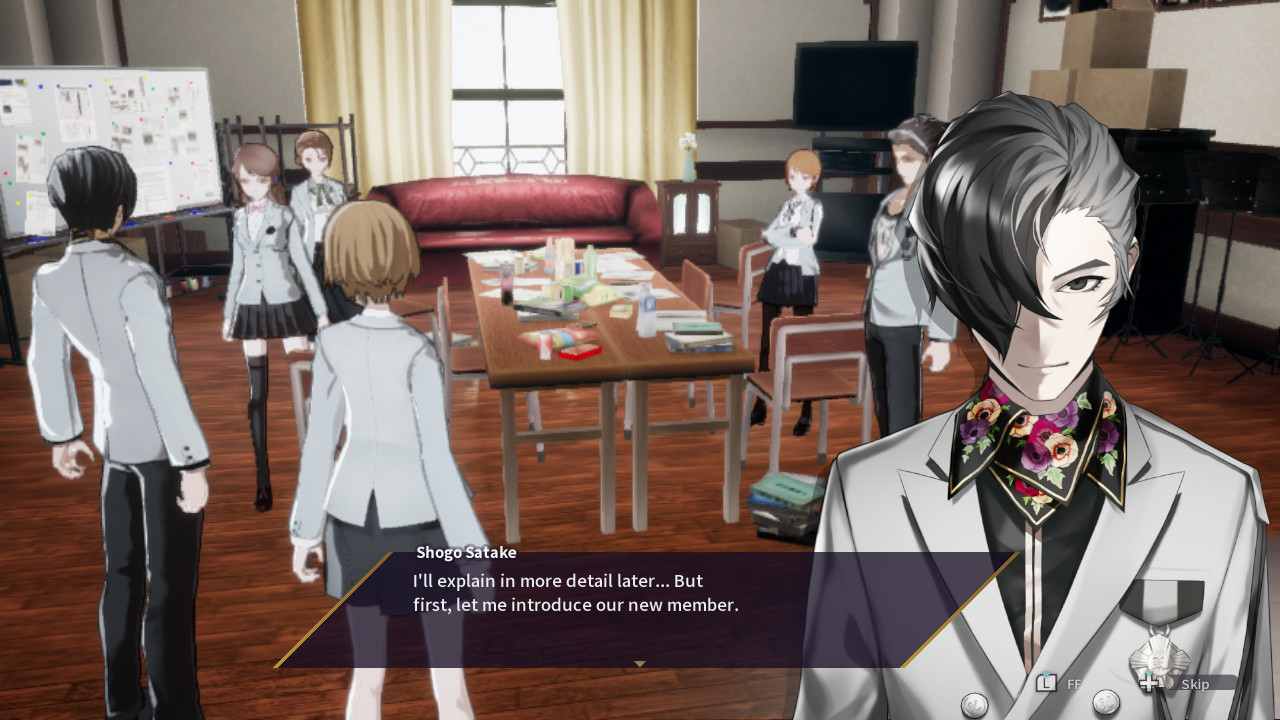 Shogo Satake
I'll explain in more detail later... But
first, let me introduce our new member.
L FF
Skip